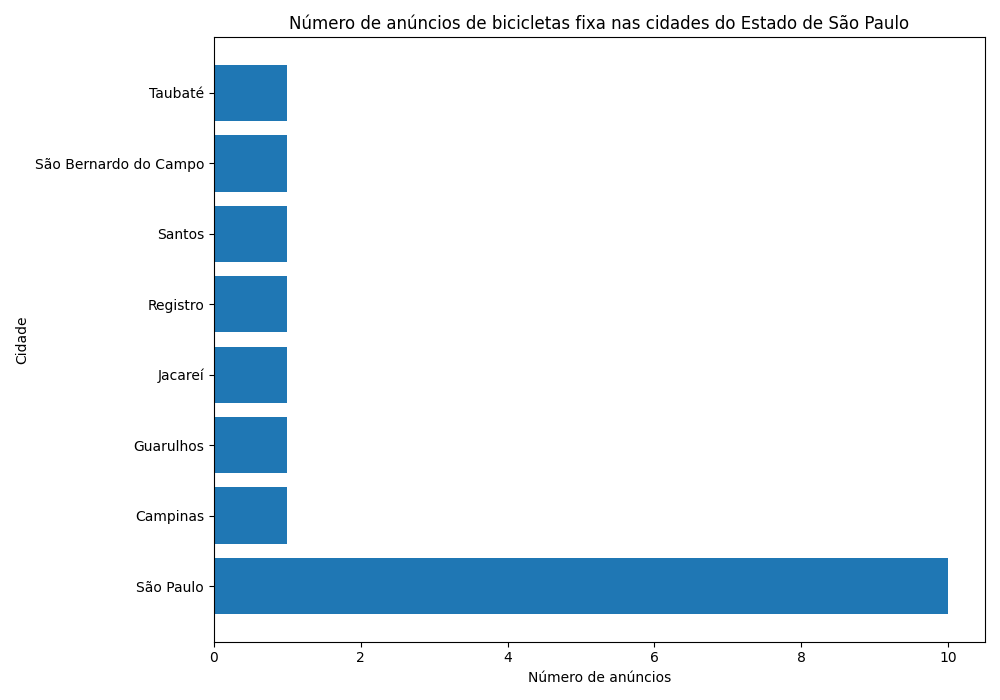 Número de anúncios de bicicletas fixa nas cidades do Estado de São Paulo
Cidade
Taubaté
São Bernardo do Campo
Santos
Registro
Jacareí
Guarulhos
Campinas
São Paulo
0 2 4 6 8 10
Número de anúncios